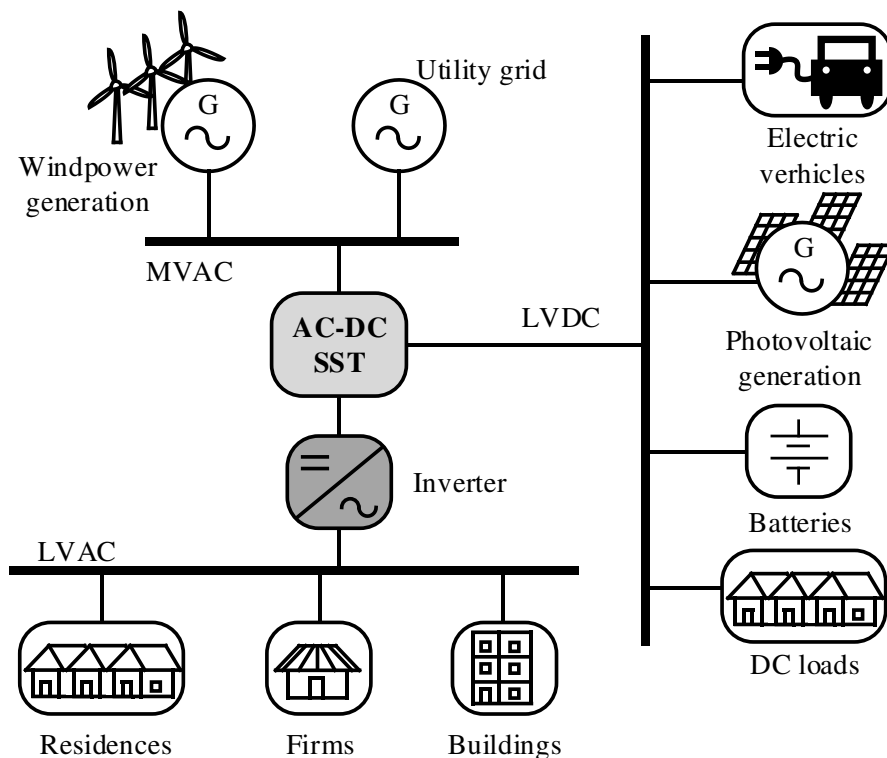 G
Windpower
generation
Utility grid
G
MVAC
AC-DC
SST
LVDC
Inverter
LVAC
Residences
Firms
Buildings
Electric
verhicles
G
Photovoltaic
generation
Batteries
DC loads